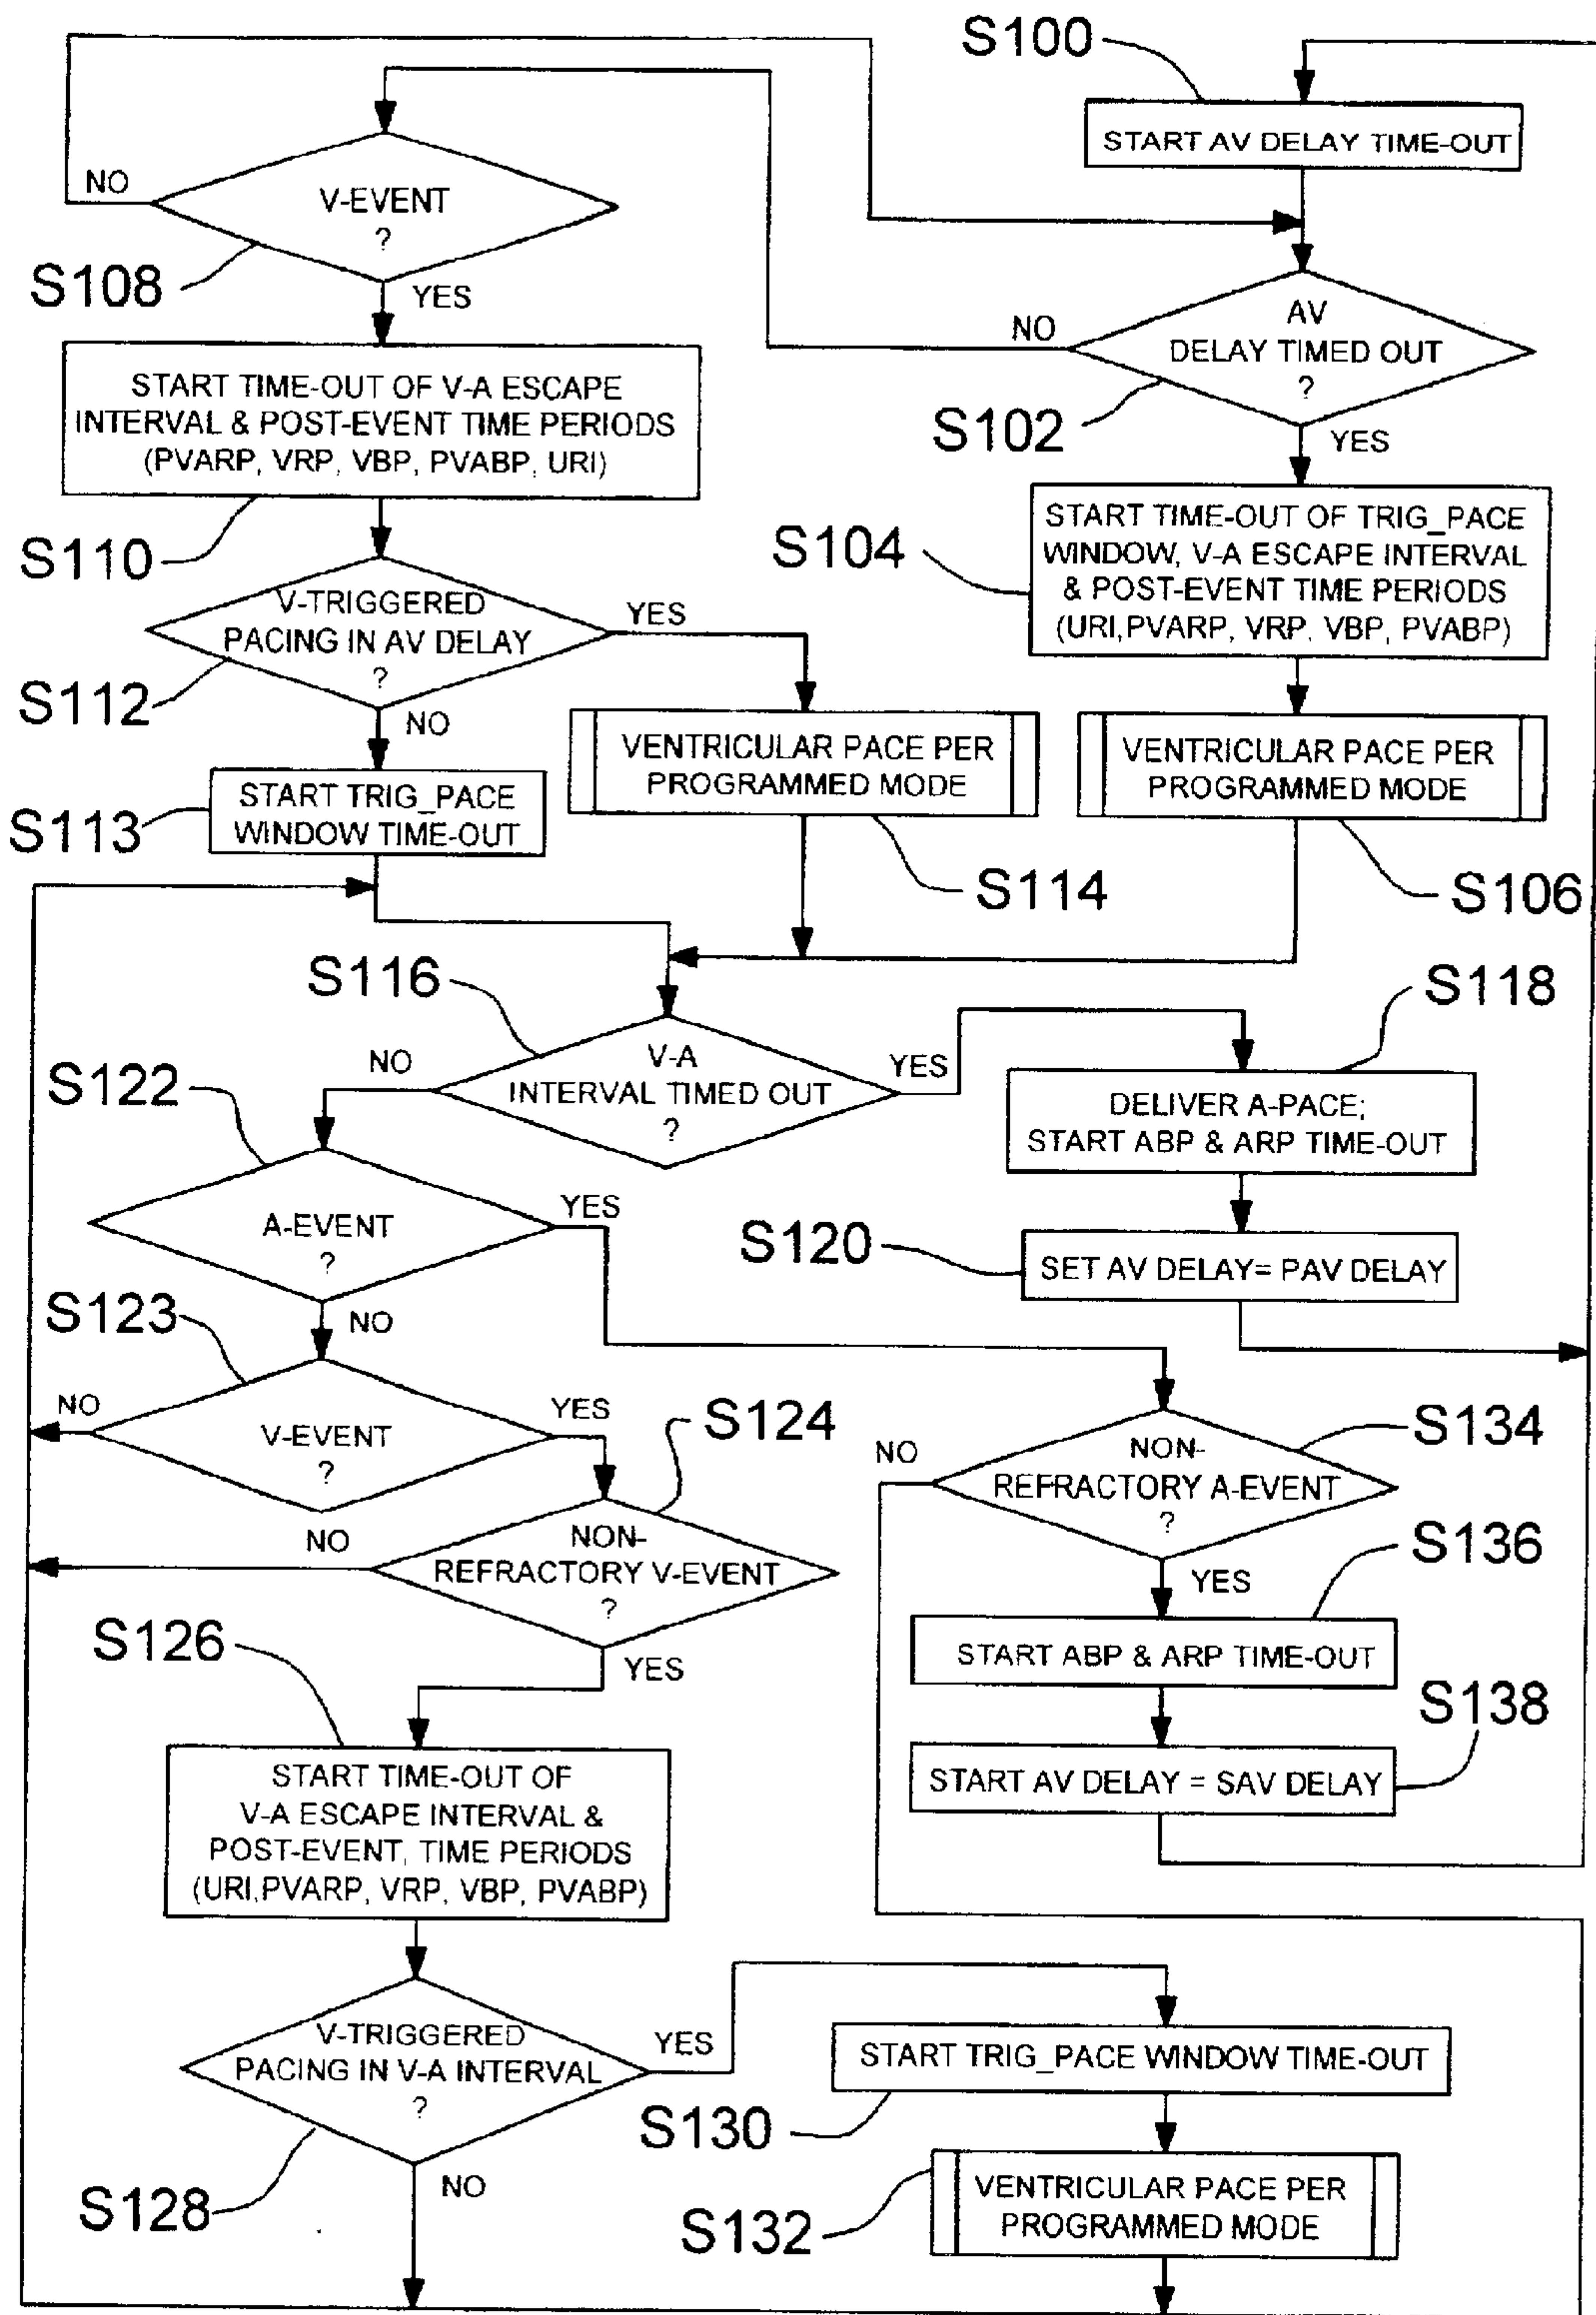 S100
START AV DELAY TIME-OUT
NO
V-EVENT
?
S108
YES
AV
DELAY TIMED OUT
?
NO
S102
YES
START TIME-OUT OF V-A ESCAPE
INTERVAL & POST-EVENT TIME PERIODS
(PVARP, VRP, VBP, PVABP, URI)
S110
START TIME-OUT OF TRIG_PACE
WINDOW, V-A ESCAPE INTERVAL
& POST-EVENT TIME PERIODS
(URI,PVARP, VRP, VBP, PVABP)
S104
V-TRIGGERED
PACING IN AV DELAY
?
YES
S112
NO
VENTRICULAR PACE PER
PROGRAMMED MODE
VENTRICULAR PACE PER
PROGRAMMED MODE
START TRIG_PACE
WINDOW TIME-OUT
S113
S114
S106
S116
S118
NO
V-A
INTERVAL TIMED OUT
?
YES
S122
DELIVER A-PACE;
START ABP & ARP TIME-OUT
A-EVENT
?
YES
S120
SET AV DELAY= PAV DELAY
S123
NO
NO
V-EVENT
?
YES
S124
S134
NO
NON-
REFRACTORY A-EVENT
?
NO
NON-
REFRACTORY V-EVENT
?
S136
YES
S126
YES
START ABP & ARP TIME-OUT
S138
START AV DELAY = SAV DELAY
START TIME-OUT OF
V-A ESCAPE INTERVAL &
POST-EVENT, TIME PERIODS
(URI,PVARP, VRP, VBP, PVABP)
V-TRIGGERED
PACING IN V-A INTERVAL
?
YES
START TRIG_PACE WINDOW TIME-OUT
S130
S128
NO
VENTRICULAR PACE PER
PROGRAMMED MODE
S132